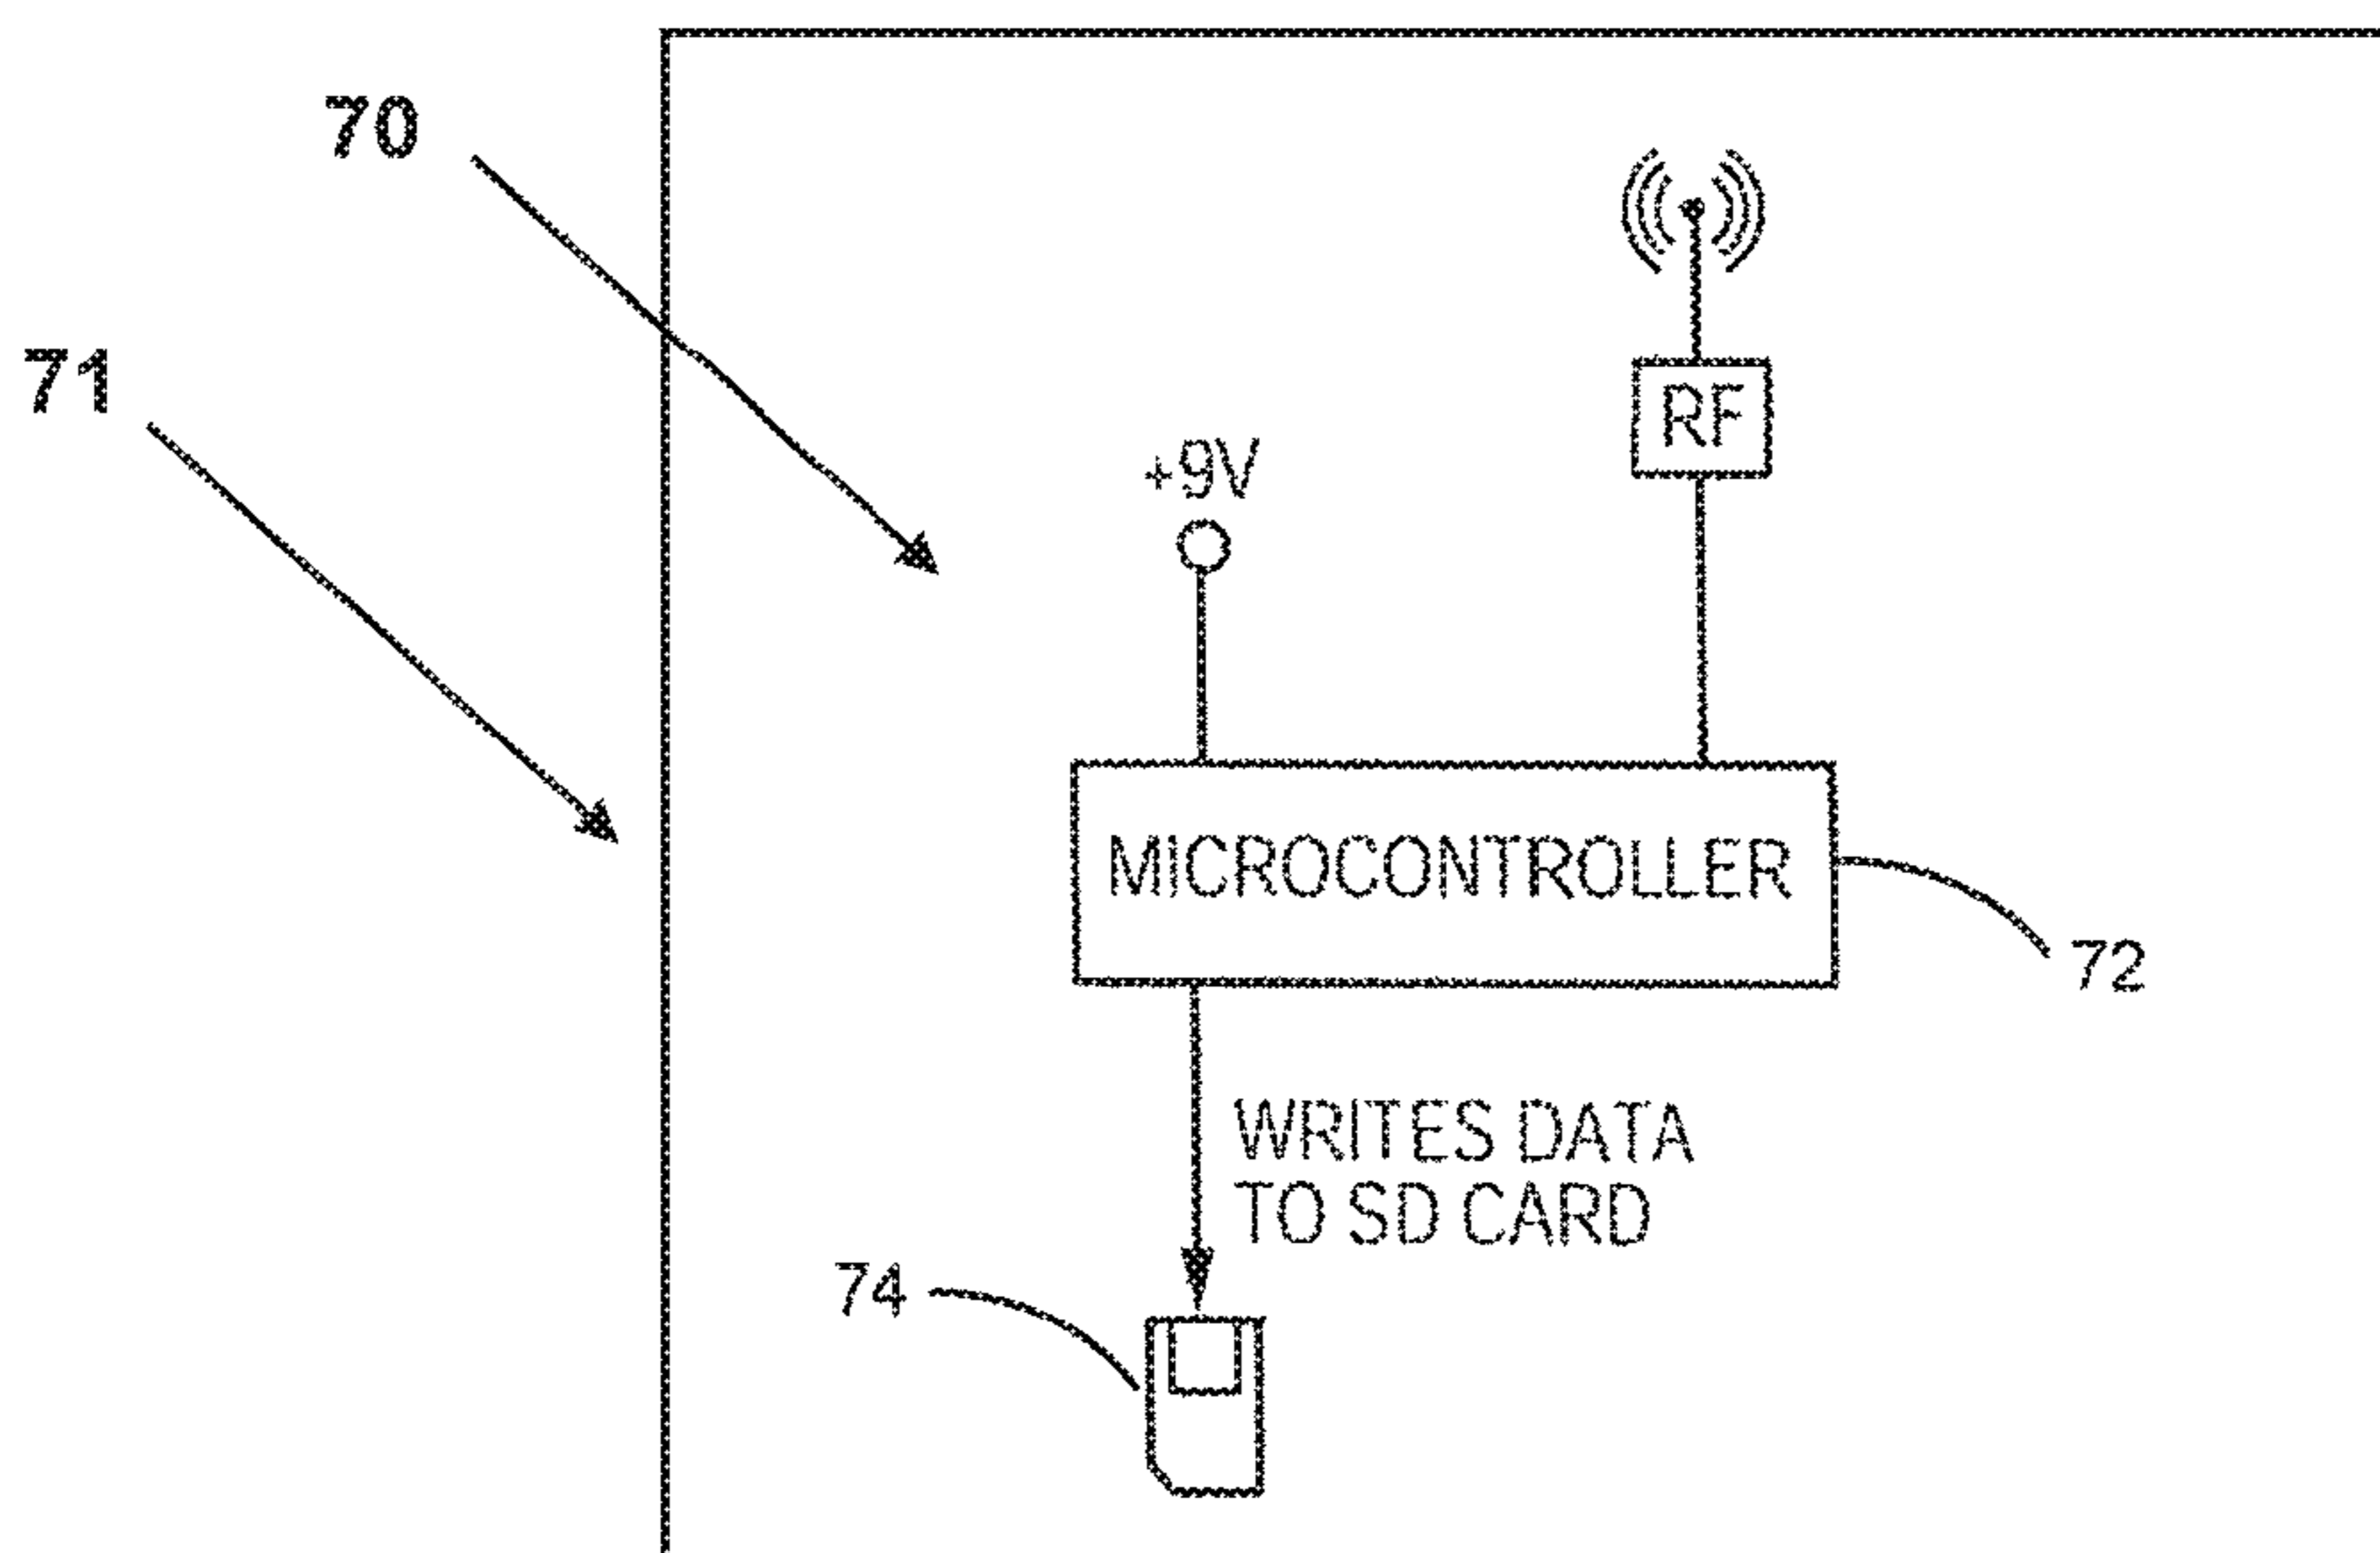 70
71
RF
+9V
MICROCONTROLLER
72
WRITES DATA
TO SD CARD
74